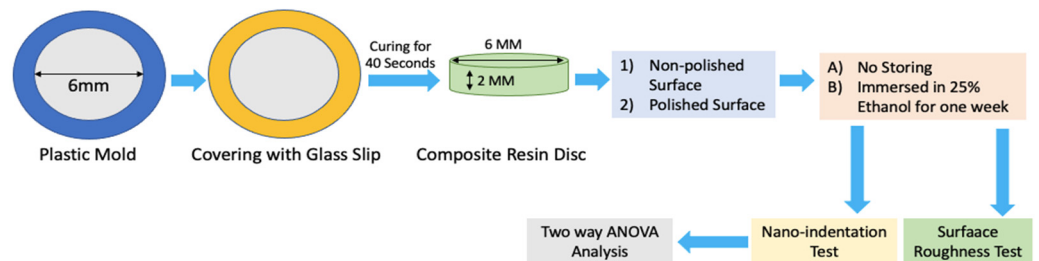 6mm
Plastic Mold
Covering with Glass Slip
Curing for
40 Seconds
6 MM
2 MM
Composite Resin Disc
1) Non-polished
Surface
2) Polished Surface
A) No Storing
B) Immersed in 25%
Ethanol for one week
Two way ANOVA
Analysis
Nano-indentation
Test
Surfaace
Roughness Test